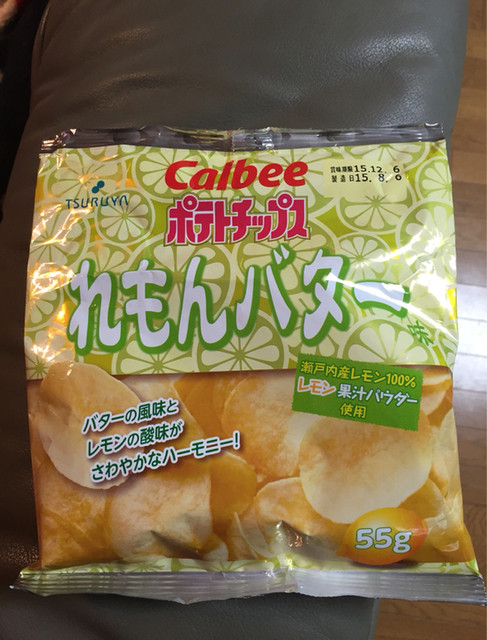 Calbee
賞味期限15.12.6
製造日15.8.6
TSURUYA
ポテトチップス
れもんバター味
瀬戸内産レモン100%
レモン果汁パウダー
使用
バターの風味と
レモンの酸味が
さわやかなハーモニー!
55g